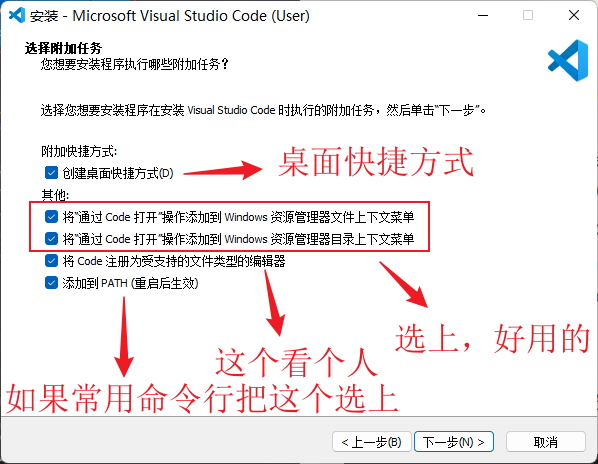 安装 - Microsoft Visual Studio Code (User)
选择附加任务
您想要安装程序执行哪些附加任务？
选择您想要安装程序在安装 Visual Studio Code 时执行的附加任务，然后单击“下一步”。
附加快捷方式:
创建桌面快捷方式(D)
桌面快捷方式
其他:
将“通过 Code 打开”操作添加到 Windows 资源管理器文件上下文菜单
将“通过 Code 打开”操作添加到 Windows 资源管理器目录上下文菜单
将 Code 注册为受支持的文件类型的编辑器
添加到 PATH (重启后生效)
选上，好用的
这个看个人
如果常用命令行把这个选上
< 上一步(B)
下一步(N) >
取消